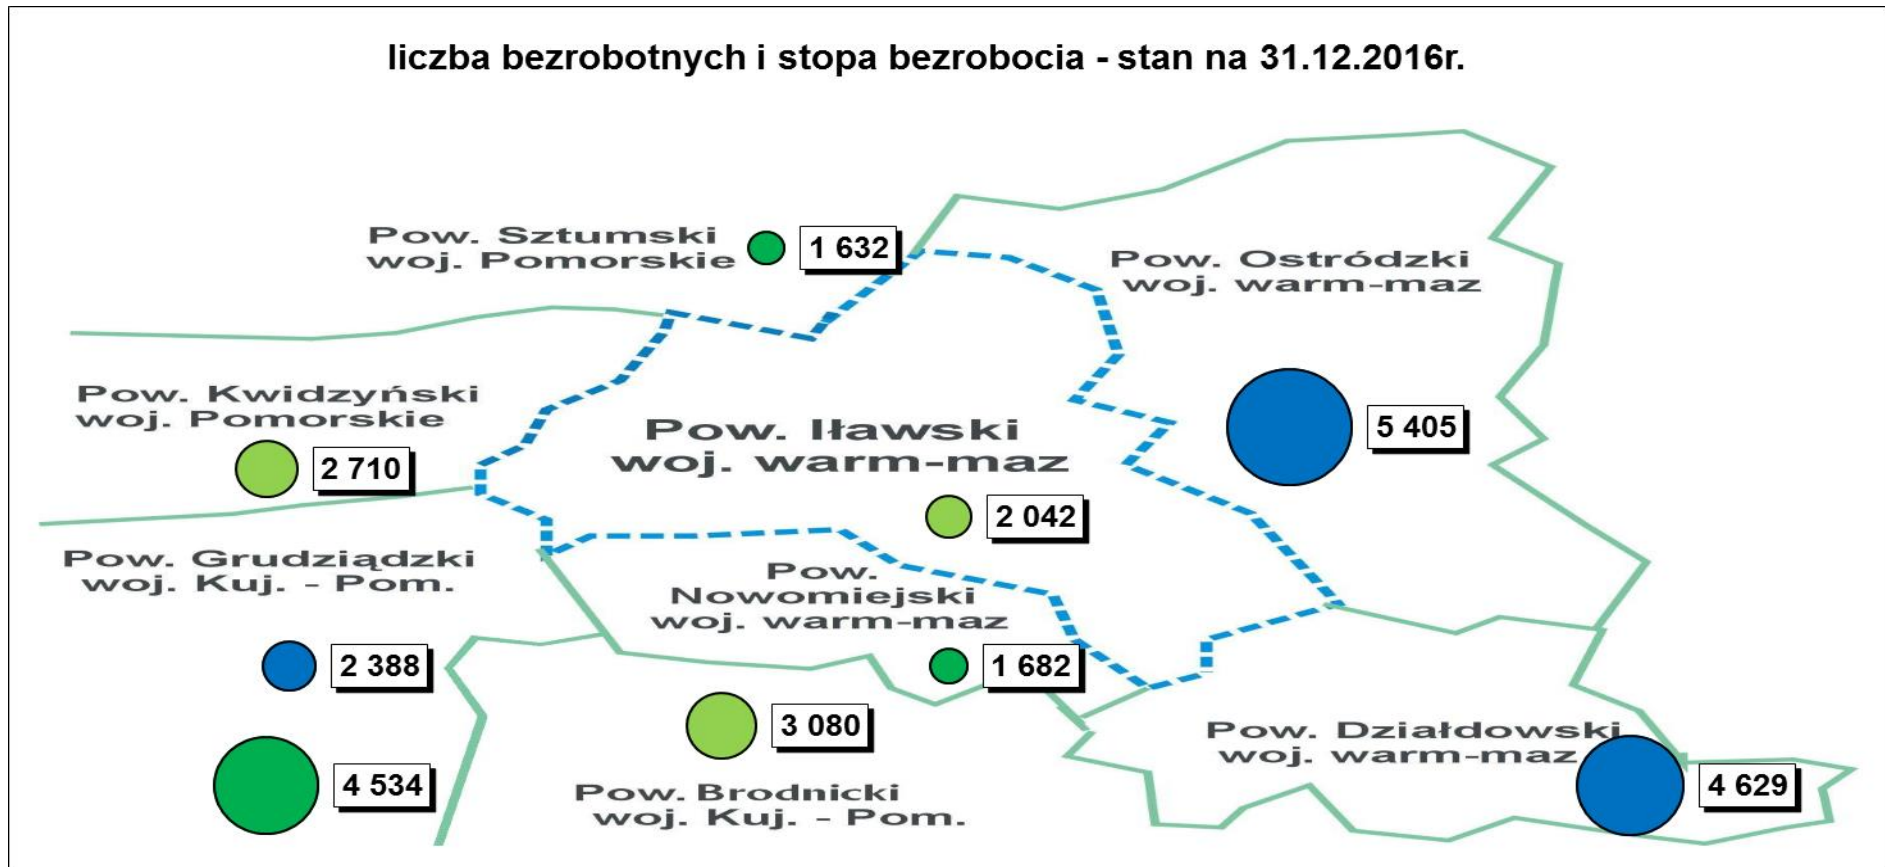 liczba bezrobotnych i stopa bezrobocia - stan na 31.12.2016r.
Pow. Sztumski
woj. Pomorskie
1 632
Pow. Ostródzki
woj. warm-maz
5 405
Pow. Kwidzyński
woj. Pomorskie
2 710
Pow. Iławski
woj. warm-maz
2 042
Pow. Grudziądzki
woj. Kuj. - Pom.
2 388
4 534
Pow.
Nowomiejski
woj. warm-maz
1 682
3 080
Pow. Brodnicki
woj. Kuj. - Pom.
Pow. Działdowski
woj. warm-maz
4 629